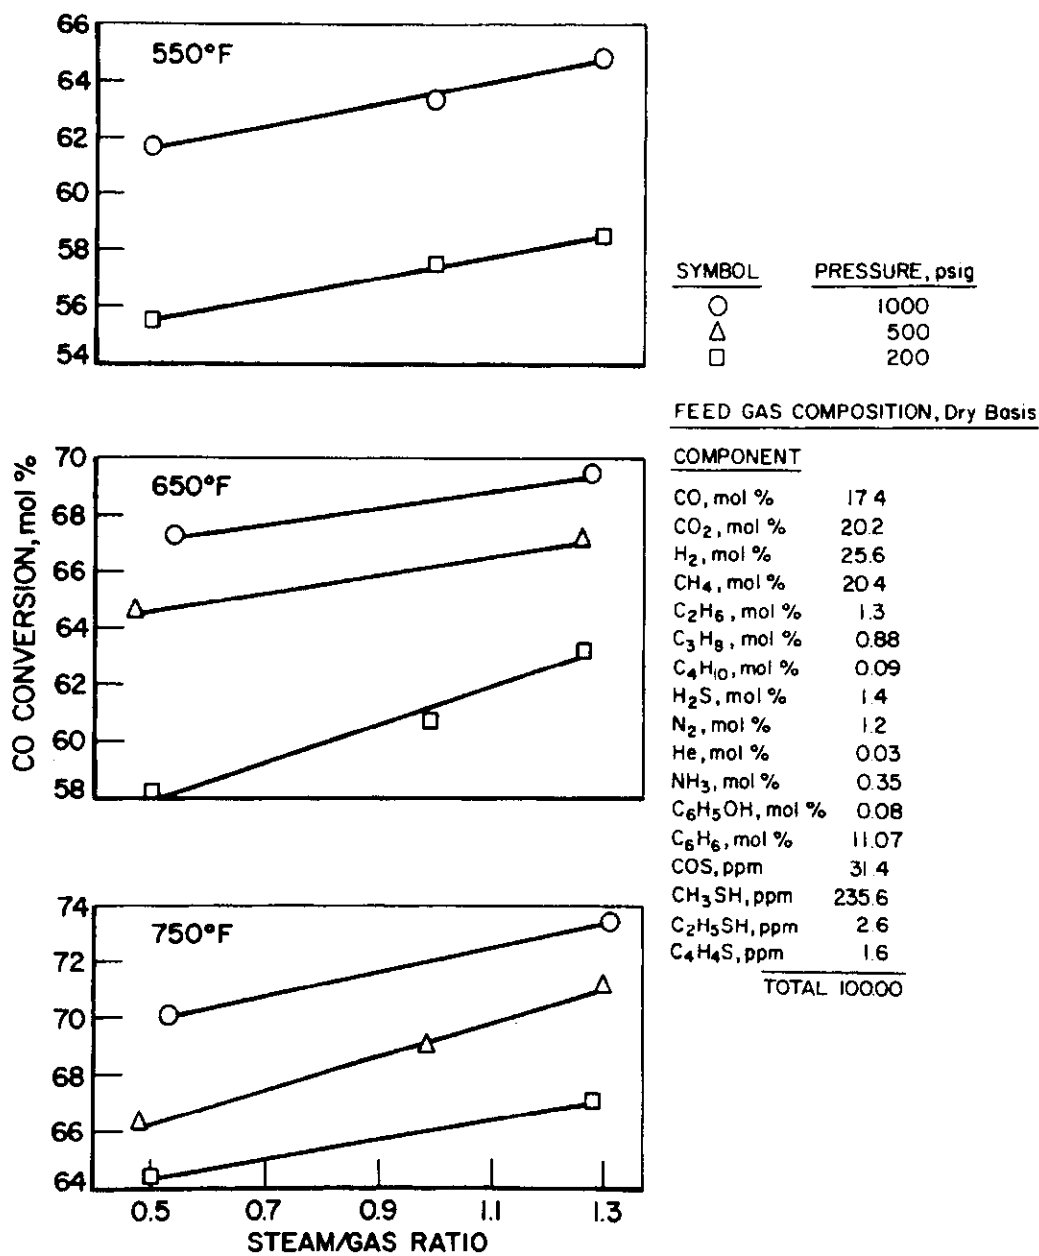 66
550°F
64
62
60
58
56
54
SYMBOL PRESSURE, psig
1000
500
200
FEED GAS COMPOSITION, Dry Basis
COMPONENT
CO, mol % 17.4
CO₂, mol % 20.2
H₂, mol % 25.6
CH₄, mol % 20.4
C₂H₆, mol % 1.3
C₃H₈, mol % 0.88
C₄H₁₀, mol % 0.09
H₂S, mol % 1.4
N₂, mol % 1.2
He, mol % 0.03
NH₃, mol % 0.35
C₆H₅OH, mol % 0.08
C₆H₆, mol % 11.07
COS, ppm 31.4
CH₃SH, ppm 235.6
C₂H₅SH, ppm 2.6
C₄H₄S, ppm 1.6
TOTAL 100.00
CO CONVERSION, mol %
70
650°F
68
66
64
62
60
58
74
750°F
72
70
68
66
64
0.5 0.7 0.9 1.1 1.3
STEAM/GAS RATIO